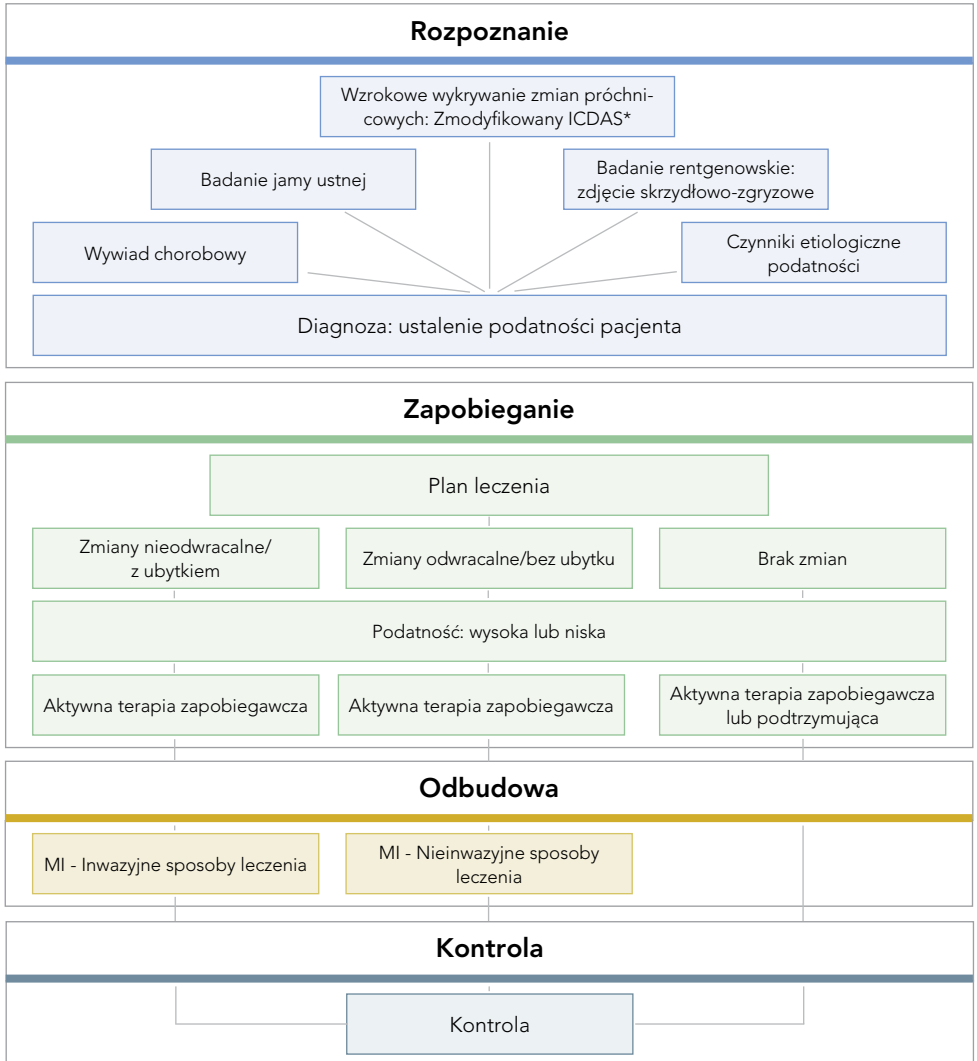 Rozpoznanie
Wzrokowe wykrywanie zmian próchni-
cowych: Zmodyfikowany ICDAS*
Badanie jamy ustnej
Badanie rentgenowskie:
zdjęcie skrzydłowo-zgryzowe
Wywiad chorobowy
Czynniki etiologiczne
podatności
Diagnoza: ustalenie podatności pacjenta
Zapobieganie
Plan leczenia
Zmiany nieodwracalne/
z ubytkiem
Zmiany odwracalne/bez ubytku
Brak zmian
Podatność: wysoka lub niska
Aktywna terapia zapobiegawcza
Aktywna terapia zapobiegawcza
Aktywna terapia zapobiegawcza
lub podtrzymująca
Odbudowa
MI - Inwazyjne sposoby leczenia
MI - Nieinwazyjne sposoby
leczenia
Kontrola
Kontrola